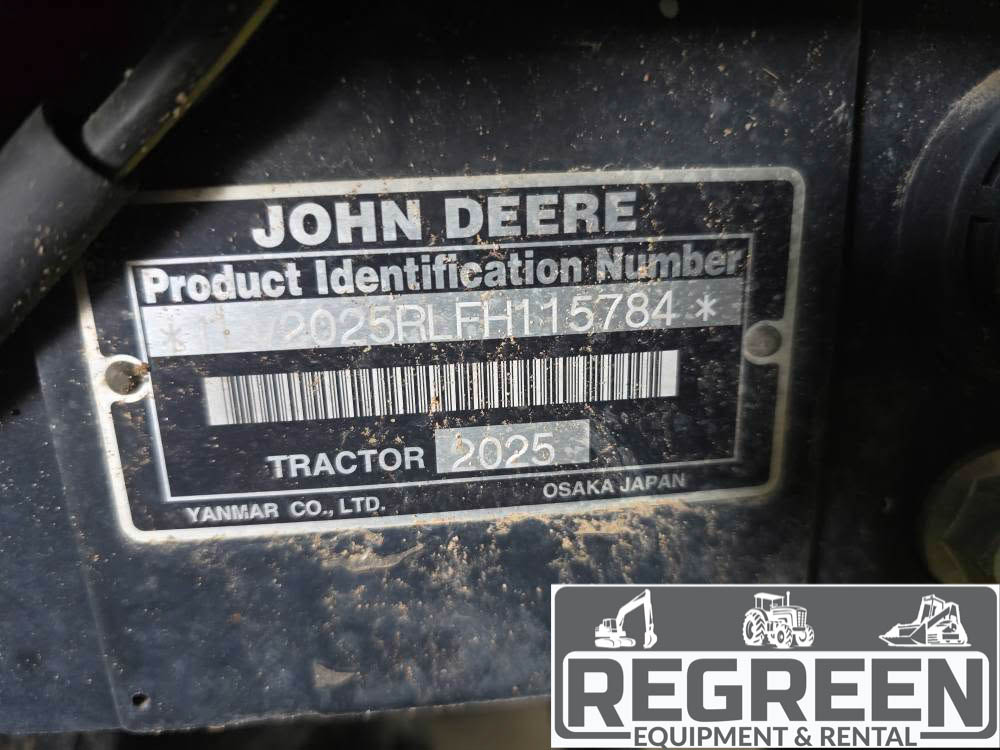 JOHN DEERE
Product Identification Number
2025RLFH115784*
TRACTOR 2025
YANMAR CO., LTD. OSAKA JAPAN
REGREEN
EQUIPMENT & RENTAL